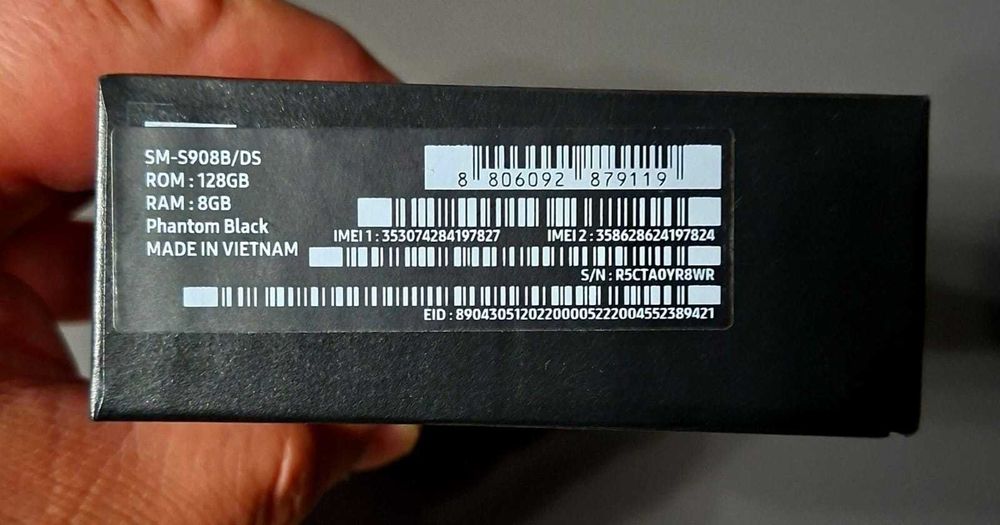 SM-S908B/DS
ROM : 128GB
RAM : 8GB
Phantom Black
MADE IN VIETNAM
8 806092 879119
IMEI 1 : 353074284197827 IMEI 2 : 358628624197824
S/N : R5CTA0YR8WR
EID : 89043051202200005222004552389421